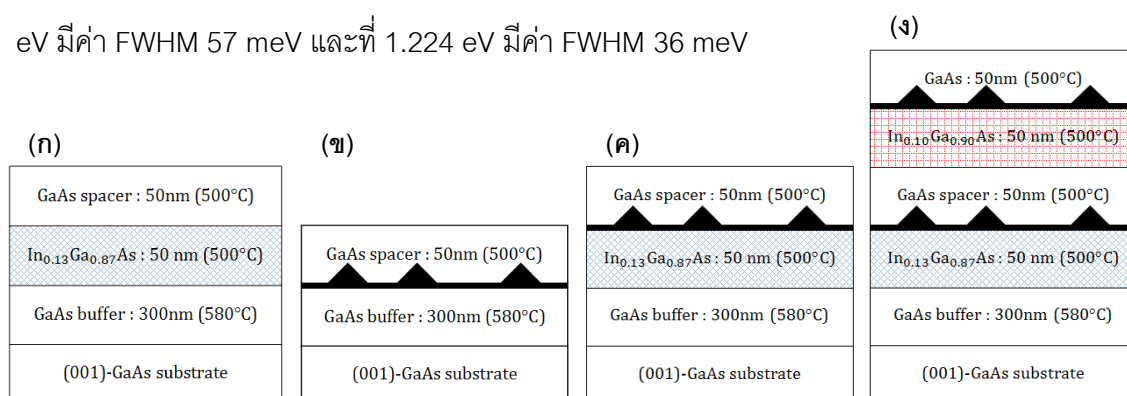 eV มีค่า FWHM 57 meV และที่ 1.224 eV มีค่า FWHM 36 meV
(ก)
GaAs spacer : 50nm (500°C)
In₀.₁₃Ga₀.₈₇As : 50 nm (500°C)
GaAs buffer : 300nm (580°C)
(001)-GaAs substrate
(ข)
GaAs spacer : 50nm (500°C)
GaAs buffer : 300nm (580°C)
(001)-GaAs substrate
(ค)
GaAs spacer : 50nm (500°C)
In₀.₁₃Ga₀.₈₇As : 50 nm (500°C)
GaAs buffer : 300nm (580°C)
(001)-GaAs substrate
(ง)
GaAs : 50nm (500°C)
In₀.₁₀Ga₀.₉₀As : 50 nm (500°C)
GaAs spacer : 50nm (500°C)
In₀.₁₃Ga₀.₈₇As : 50 nm (500°C)
GaAs buffer : 300nm (580°C)
(001)-GaAs substrate